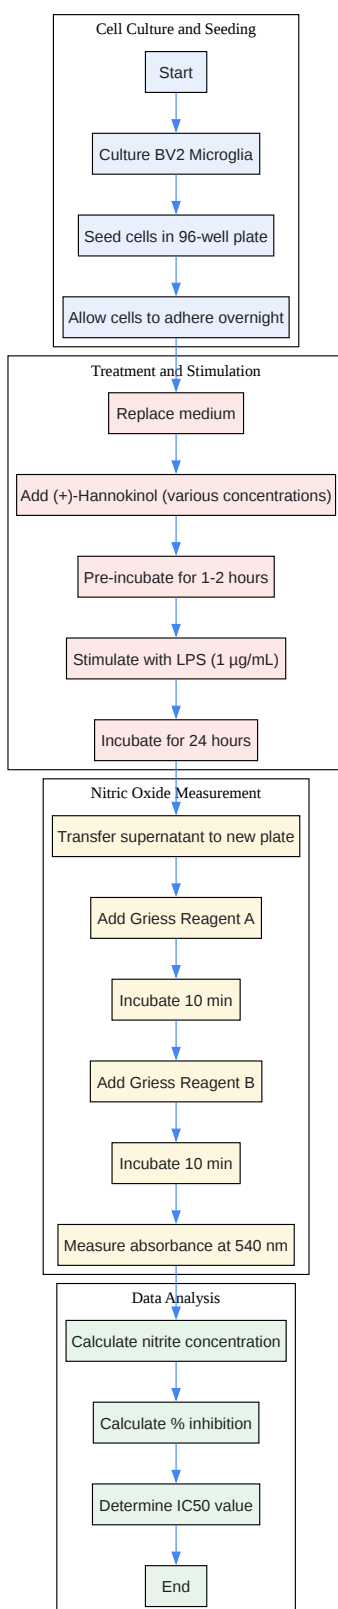 Cell Culture and Seeding
Start
Culture BV2 Microglia
Seed cells in 96-well plate
Allow cells to adhere overnight
Treatment and Stimulation
Replace medium
Add (+)-Hannokinol (various concentrations)
Pre-incubate for 1-2 hours
Stimulate with LPS (1 µg/mL)
Incubate for 24 hours
Nitric Oxide Measurement
Transfer supernatant to new plate
Add Griess Reagent A
Incubate 10 min
Add Griess Reagent B
Incubate 10 min
Measure absorbance at 540 nm
Data Analysis
Calculate nitrite concentration
Calculate % inhibition
Determine IC50 value
End